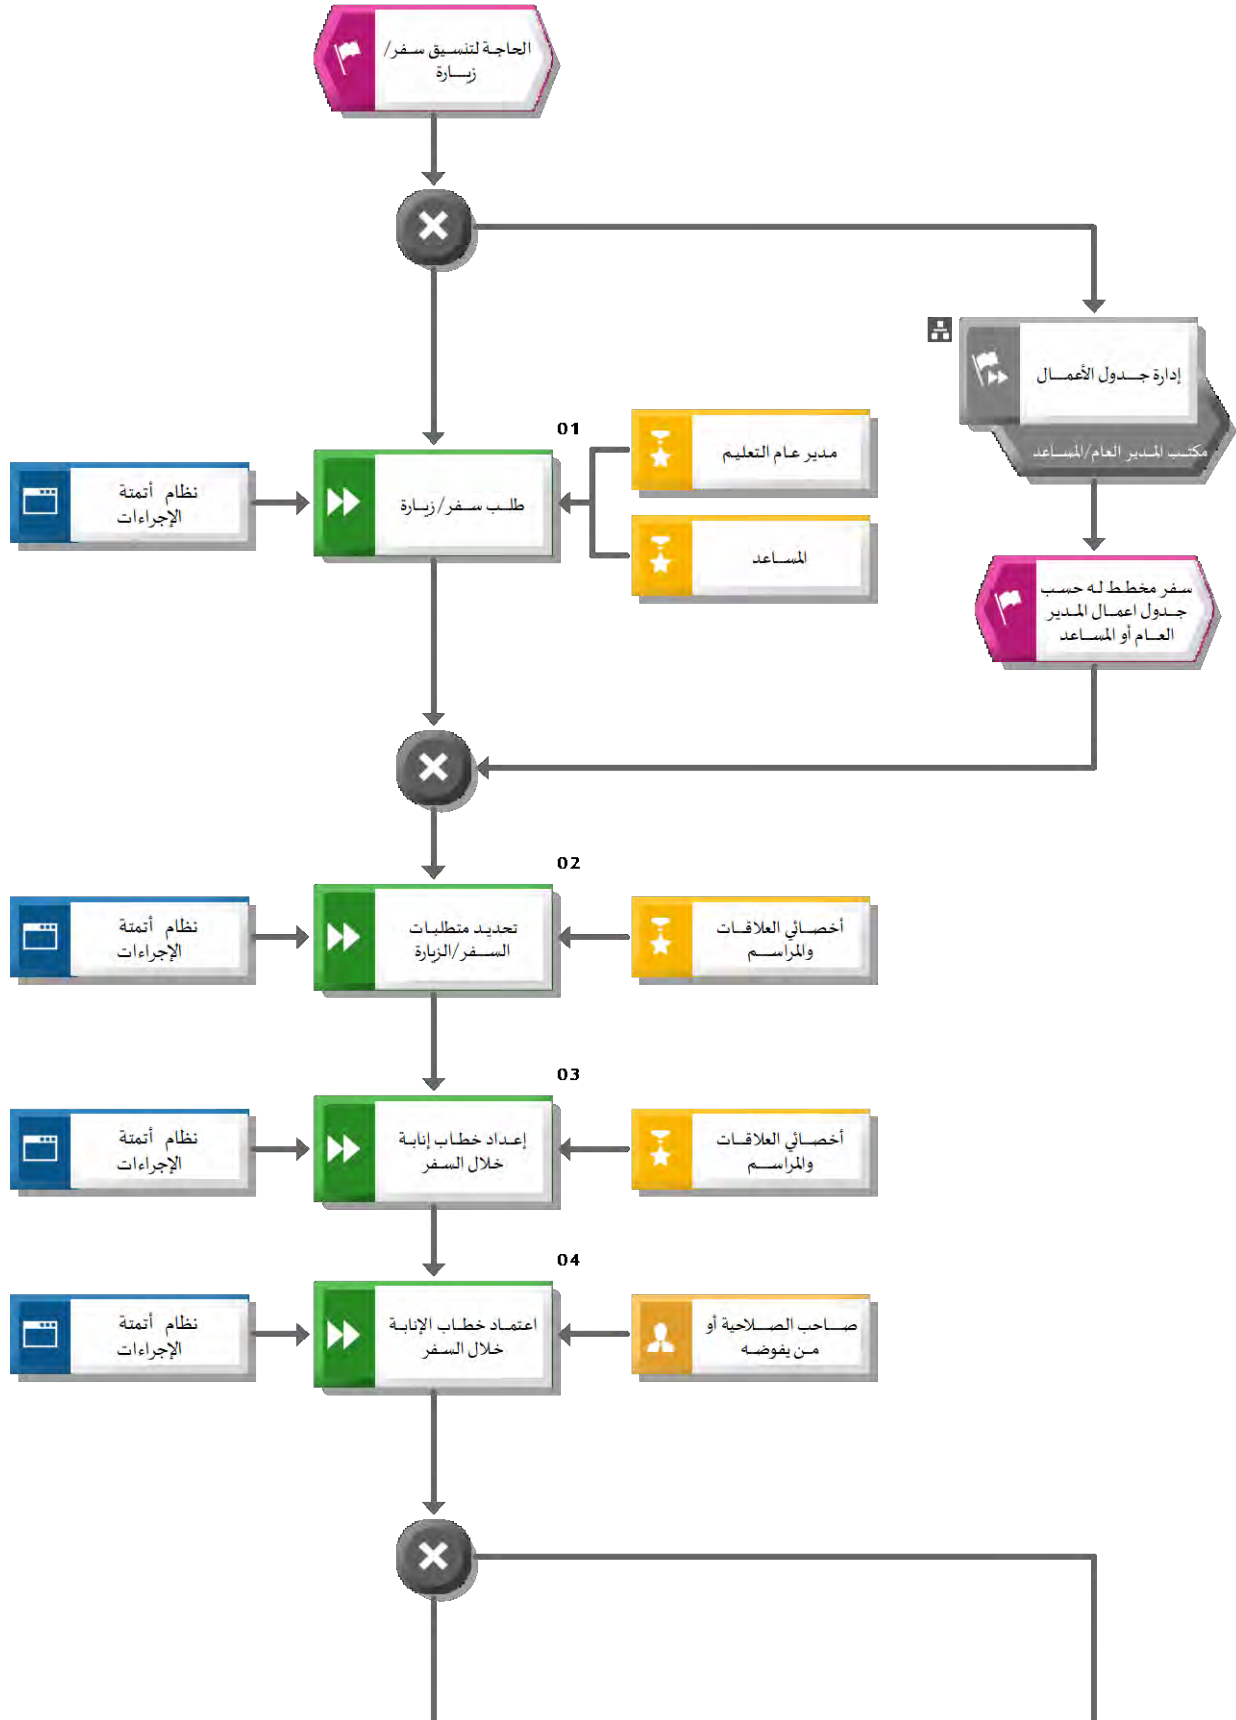 الحاجة لتنسيق سفر/
زيارة
إدارة جدول الأعمال
مكتب المدير العام/المساعد
01
مدير عام التعليم
نظام أتمتة
الإجراءات
طلب سفر/زيارة
المساعد
سفر مخطط له حسب
جدول اعمال المدير
العام أو المساعد
02
أخصائي العلاقات
والمراسم
تحديد متطلبات
السفر/الزيارة
نظام أتمتة
الإجراءات
03
أخصائي العلاقات
والمراسم
إعداد خطاب إنابة
خلال السفر
نظام أتمتة
الإجراءات
04
صاحب الصلاحية أو
من يفوضه
اعتماد خطاب الإنابة
خلال السفر
نظام أتمتة
الإجراءات